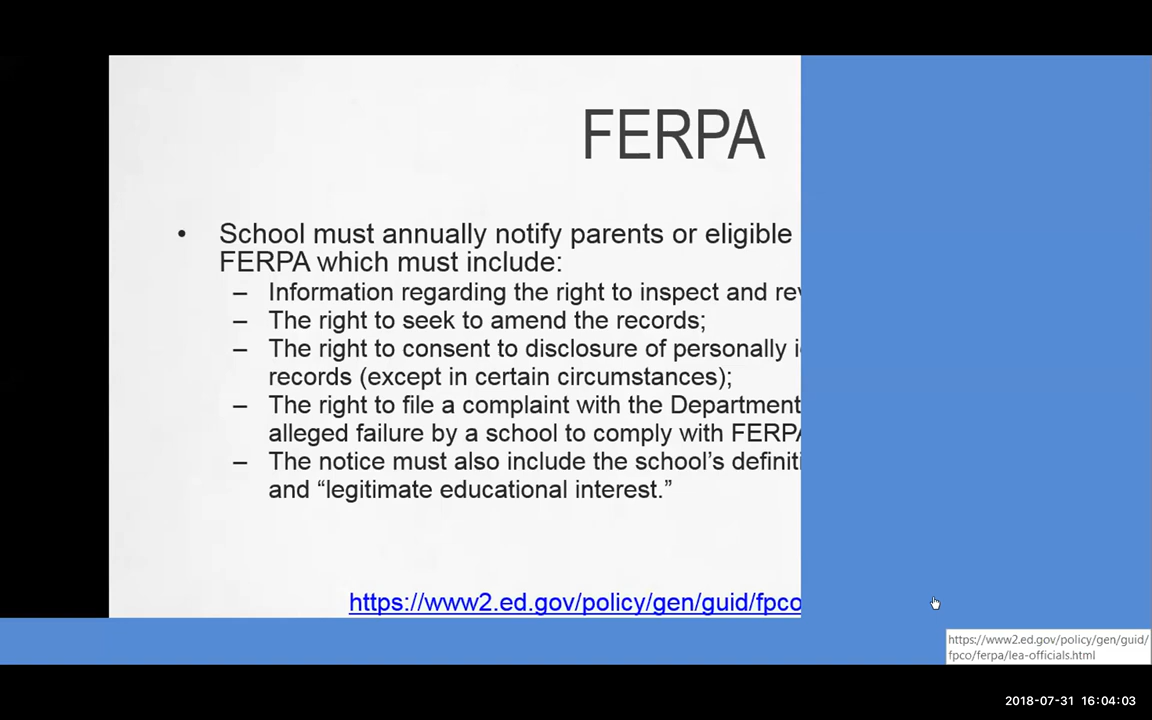 FERPA
• School must annually notify parents or eligible
FERPA which must include:
– Information regarding the right to inspect and
– The right to seek to amend the records;
– The right to consent to disclosure of personally
records (except in certain circumstances);
– The right to file a complaint with the Department
alleged failure by a school to comply with FERPA
– The notice must also include the school’s
and “legitimate educational interest.”
https://www2.ed.gov/policy/gen/guid/fpco
https://www2.ed.gov/policy/gen/guid/
fpco/ferpa/lea-officials.html
2018-07-31 16:04:03